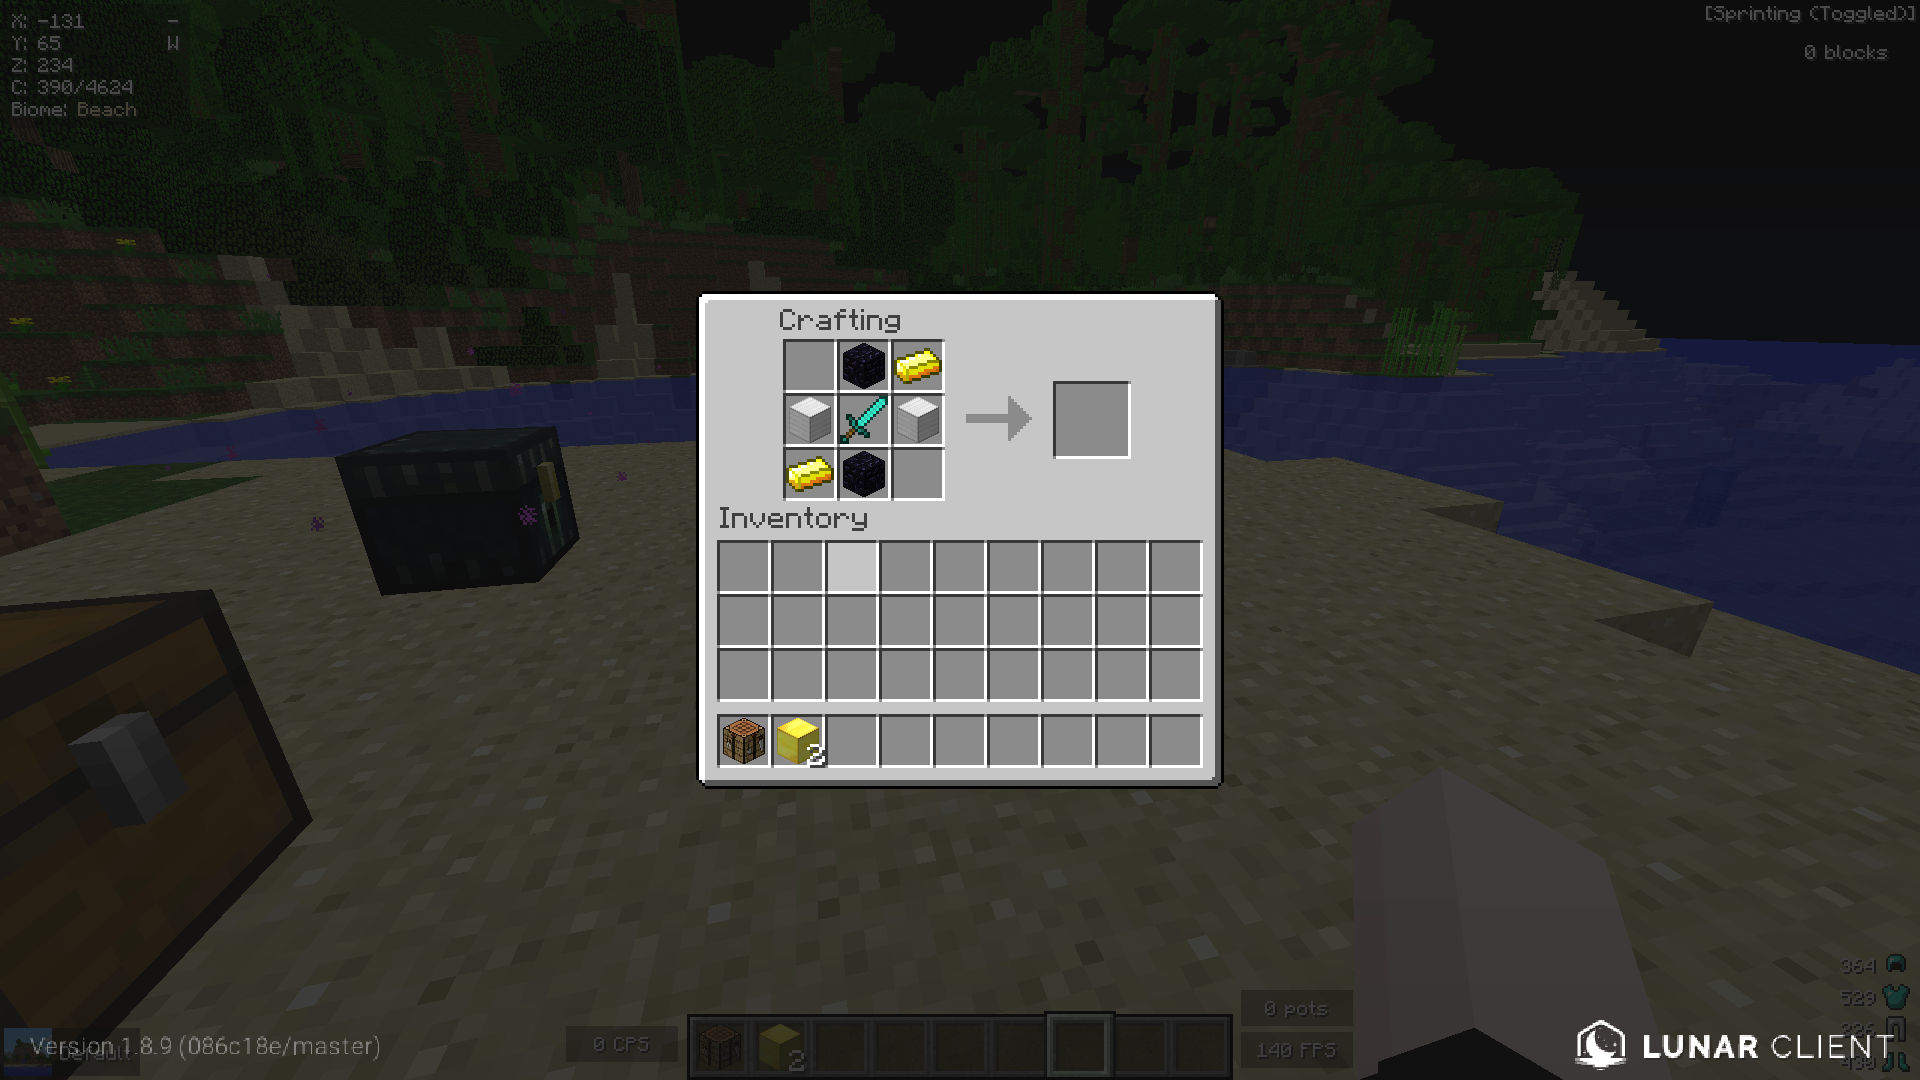 X: -131 -
Y: 65 W
Z: 234
C: 390/4624
Biome: Beach
[Sprinting (Toggled)]
0 blocks
Crafting
Inventory
2
364
529
0 pots
0 CPS
2
140 FPS
Version 1.8.9 (086c18e/master)
Default
LUNAR CLIENT